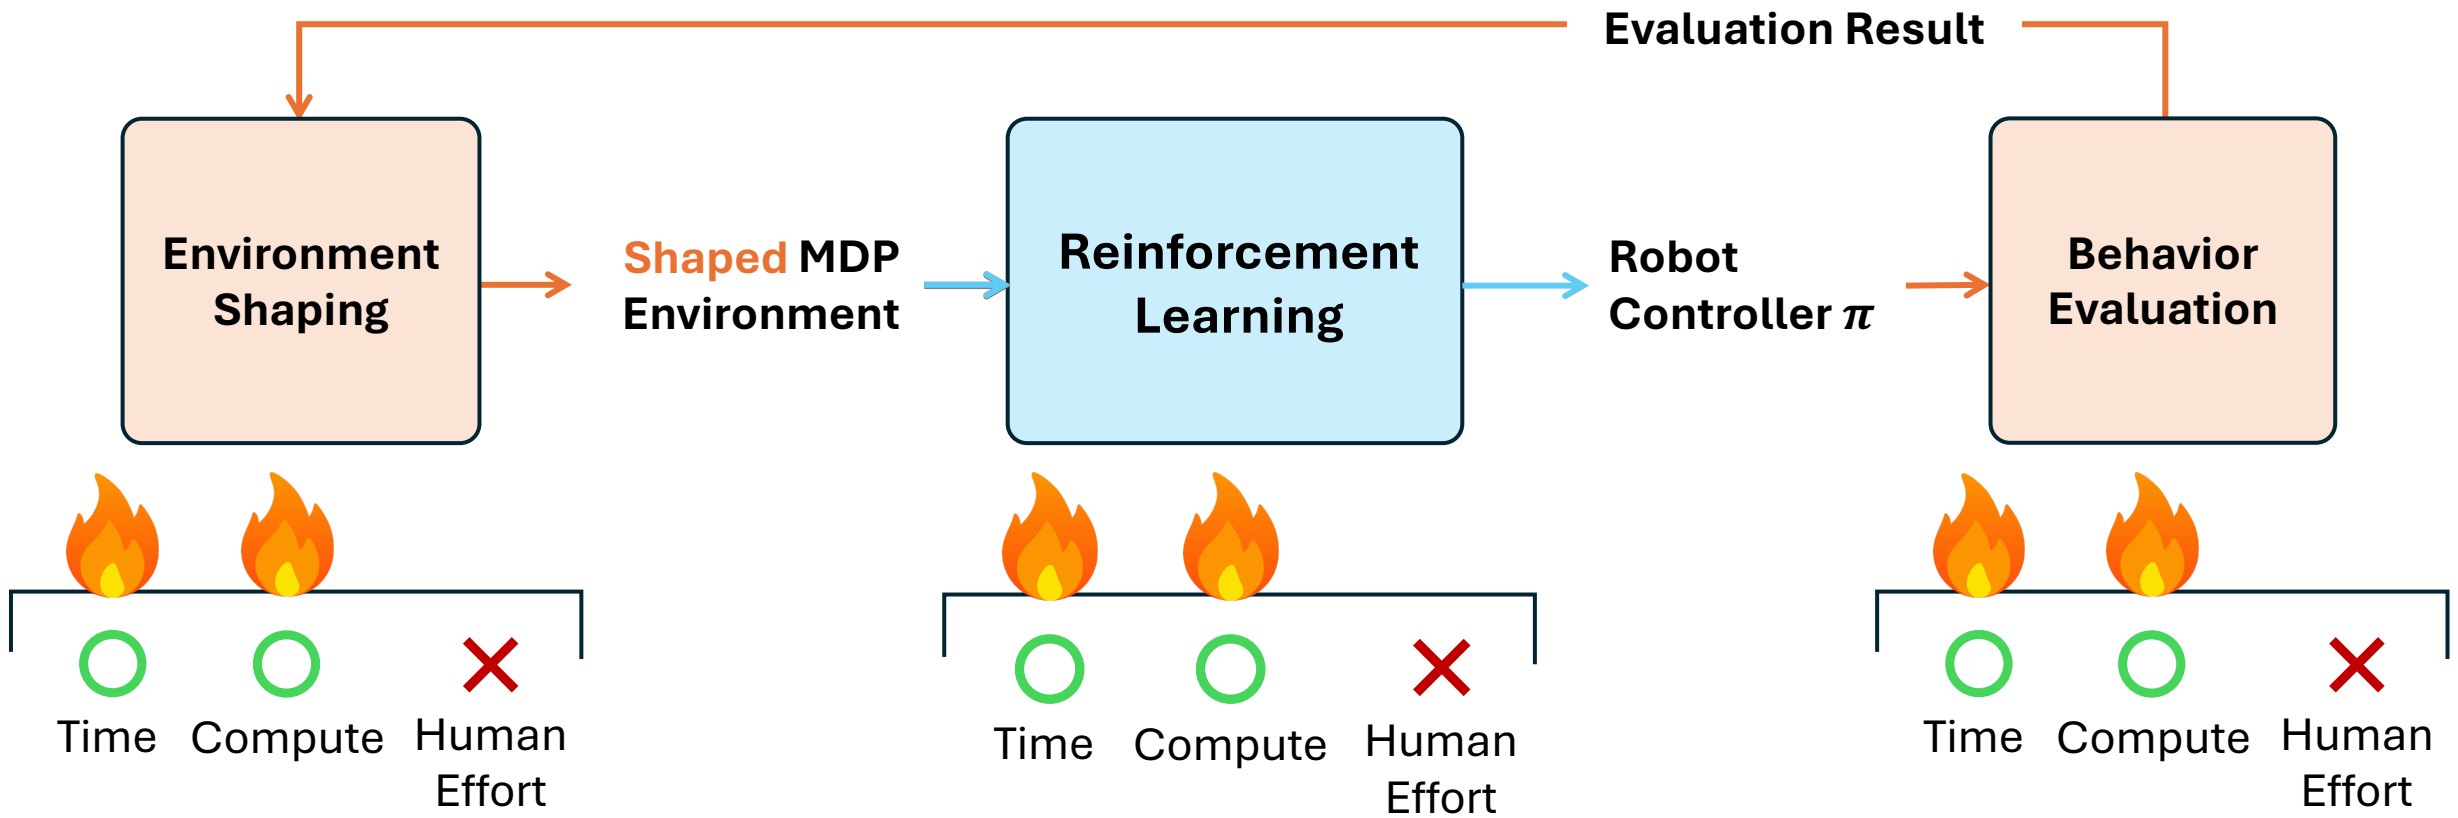 Evaluation Result
Environment
Shaping
Shaped MDP
Environment
Reinforcement
Learning
Robot
Controller π
Behavior
Evaluation
Time
Compute
Human
Effort
Time
Compute
Human
Effort
Time
Compute
Human
Effort